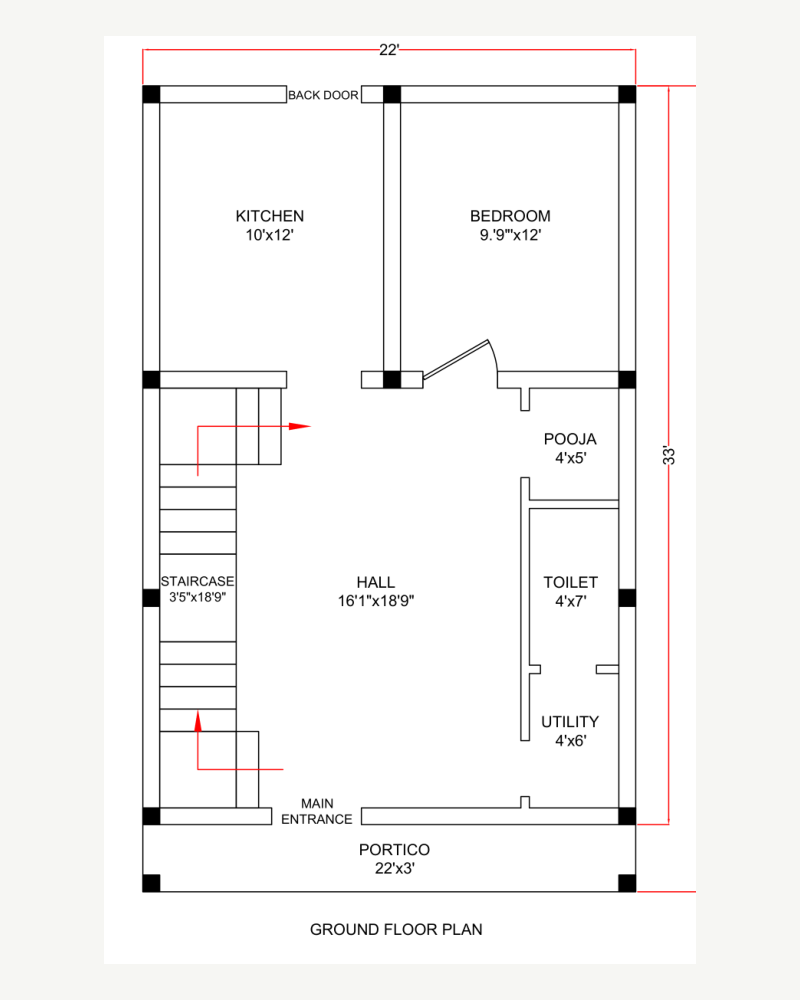 22'
BACK DOOR
KITCHEN
10'x12'
BEDROOM
9.'9"'x12'
POOJA
4'x5'
33'
STAIRCASE
3'5"x18'9"
HALL
16'1"x18'9"
TOILET
4'x7'
UTILITY
4'x6'
MAIN
ENTRANCE
PORTICO
22'x3'
GROUND FLOOR PLAN